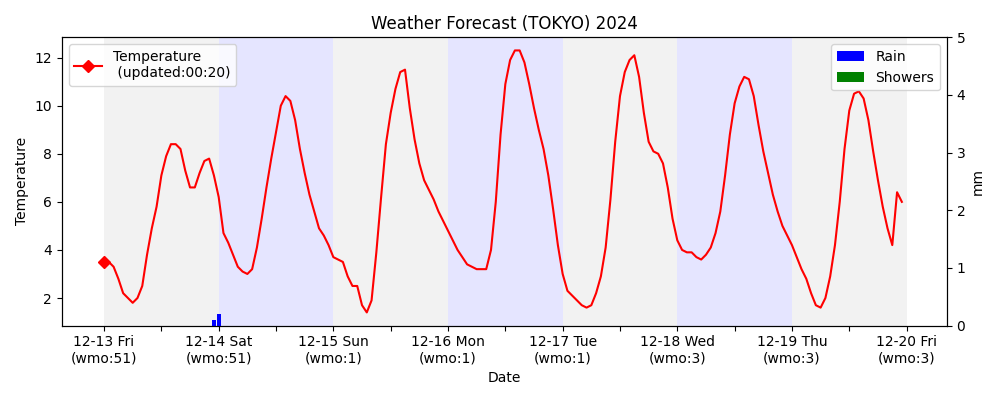 Weather Forecast (TOKYO) 2024
Temperature
(updated:00:20)
Rain
Showers
Temperature
12
10
8
6
4
2
5
4
3
2
1
0
mm
12-13 Fri
(wmo:51)
12-14 Sat
(wmo:51)
12-15 Sun
(wmo:1)
12-16 Mon
(wmo:1)
12-17 Tue
(wmo:1)
12-18 Wed
(wmo:3)
12-19 Thu
(wmo:3)
12-20 Fri
(wmo:3)
Date